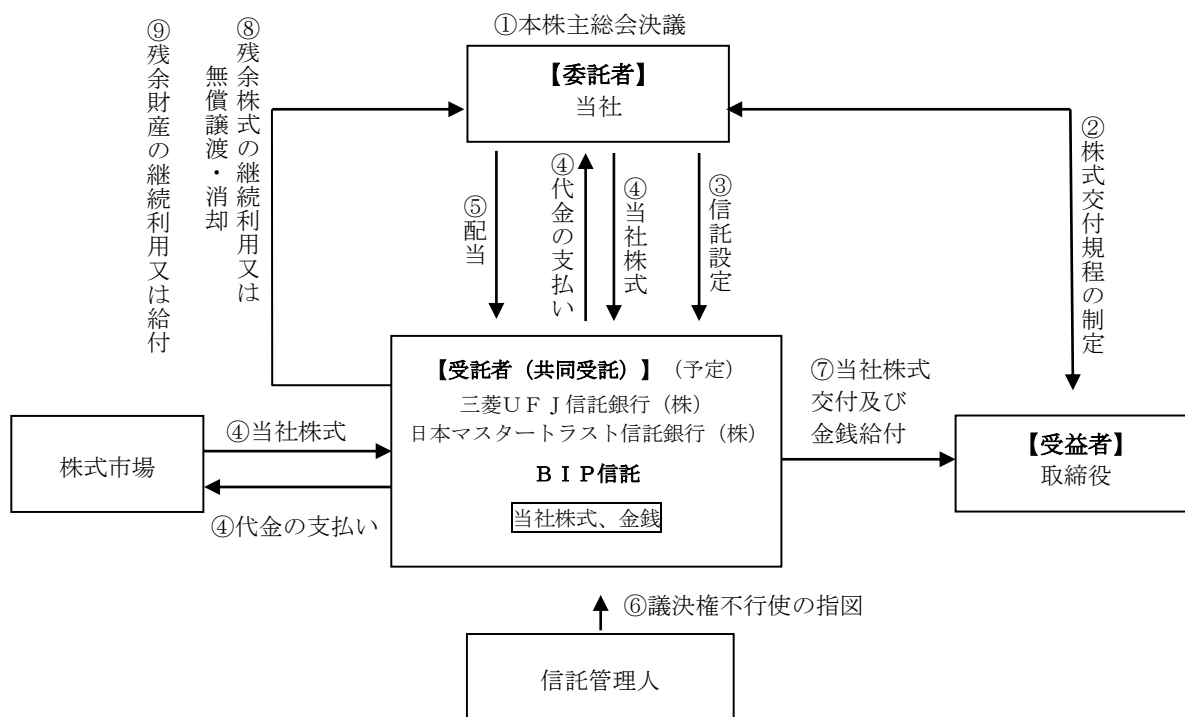 ①本株主総会決議
【委託者】
当社
⑨残余財産の継続利用又は給付
⑧残余株式の継続利用又は
無償譲渡・消却
⑤配当
④代金の支払い
④当社株式
③信託設定
②株式交付規程の制定
【受託者（共同受託）】（予定）
三菱ＵＦＪ信託銀行（株）
日本マスタートラスト信託銀行（株）
ＢＩＰ信託
当社株式、金銭
株式市場
④当社株式
④代金の支払い
⑦当社株式
交付及び
金銭給付
【受益者】
取締役
⑥議決権不行使の指図
信託管理人